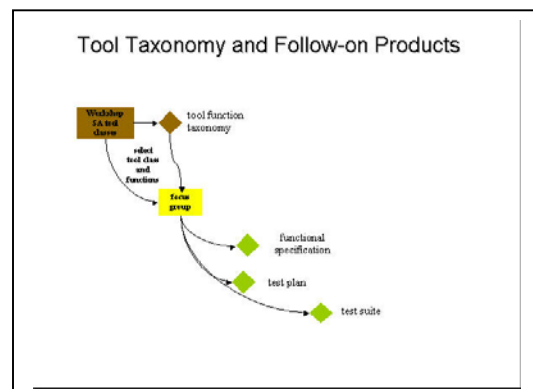 Tool Taxonomy and Follow-on Products
Workshop
SA tool
classes
tool function
taxonomy
select
tool class
and
functions
focus
group
functional
specification
test plan
test suite